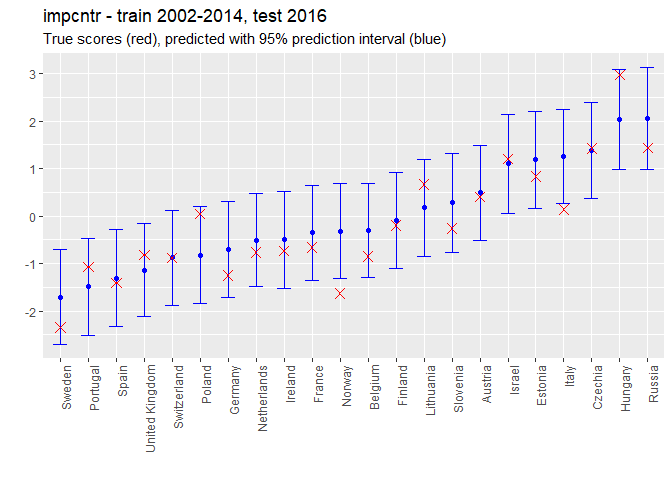 impcntr - train 2002-2014, test 2016
True scores (red), predicted with 95% prediction interval (blue)
3
2
1
0
-1
-2
Sweden
Portugal
Spain
United Kingdom
Switzerland
Poland
Germany
Netherlands
Ireland
France
Norway
Belgium
Finland
Lithuania
Slovenia
Austria
Israel
Estonia
Italy
Czechia
Hungary
Russia